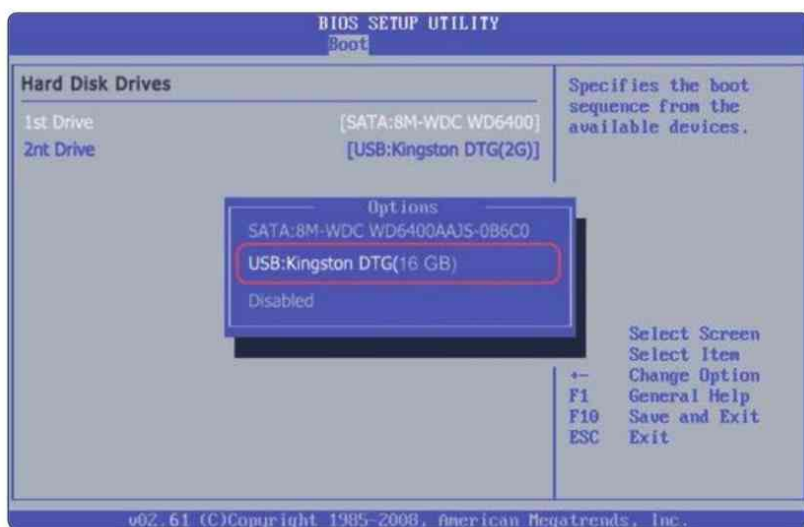 BIOS SETUP UTILITY
Boot
Hard Disk Drives
1st Drive [SATA:8M-WDC WD6400]
2nt Drive [USB:Kingston DTG(2G)]
Specifies the boot
sequence from the
available devices.
Options
SATA:8M-WDC WD6400AAJS-0B6C0
USB:Kingston DTG(16 GB)
Disabled
Select Screen
Select Item
+- Change Option
F1 General Help
F10 Save and Exit
ESC Exit
v02.61 (C)Copyright 1985-2008, American Megatrends, Inc.